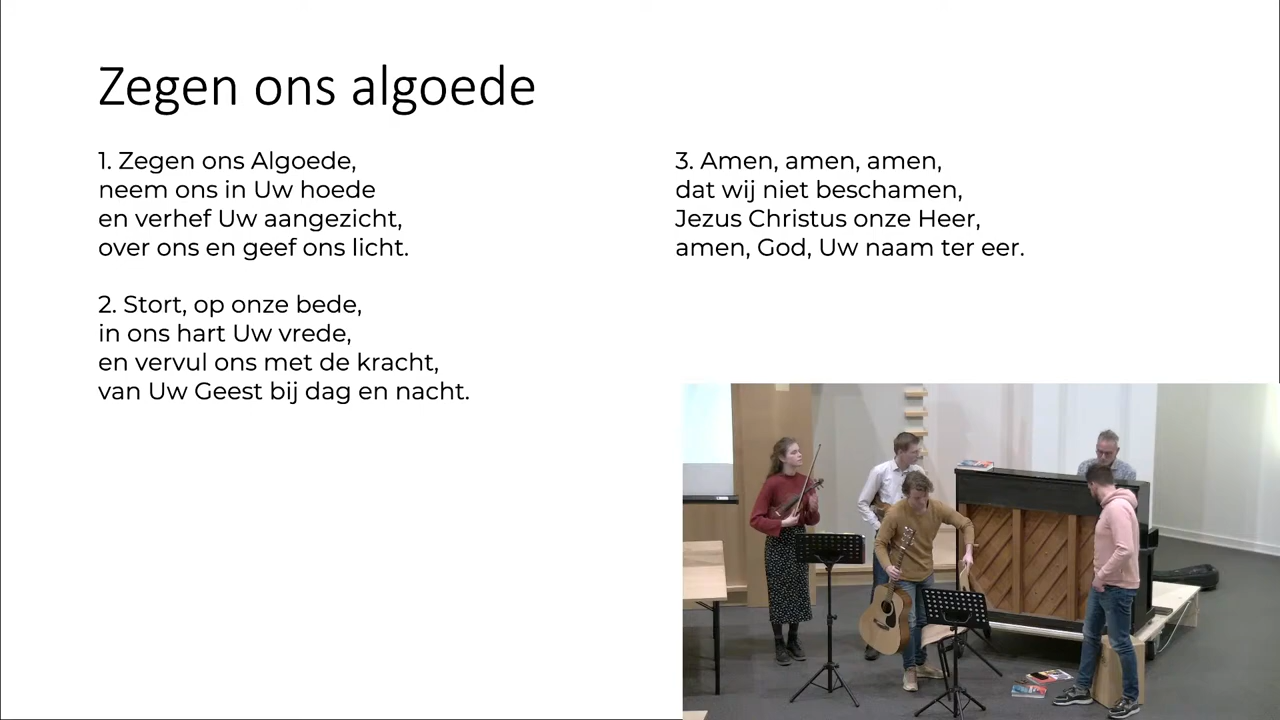 Zegen ons algoede
1. Zegen ons Algoede,
neem ons in Uw hoede
en verhef Uw aangezicht,
over ons en geef ons licht.
2. Stort, op onze bede,
in ons hart Uw vrede,
en vervul ons met de kracht,
van Uw Geest bij dag en nacht.
3. Amen, amen, amen,
dat wij niet beschamen,
Jezus Christus onze Heer,
amen, God, Uw naam ter eer.